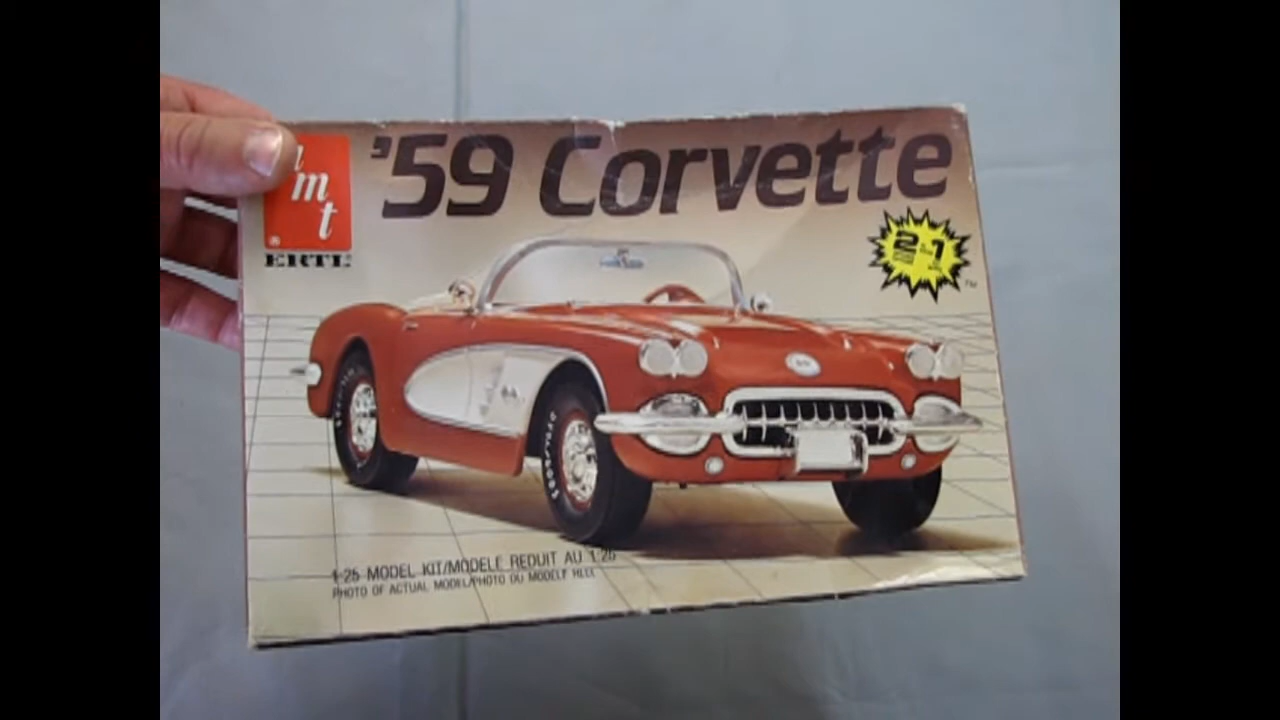 '59 Corvette
amt
®
ERTL
2 in 1
TM
1:25 MODEL KIT/MODELE REDUIT AU 1:25
PHOTO OF ACTUAL MODEL/PHOTO DU MODELE REEL